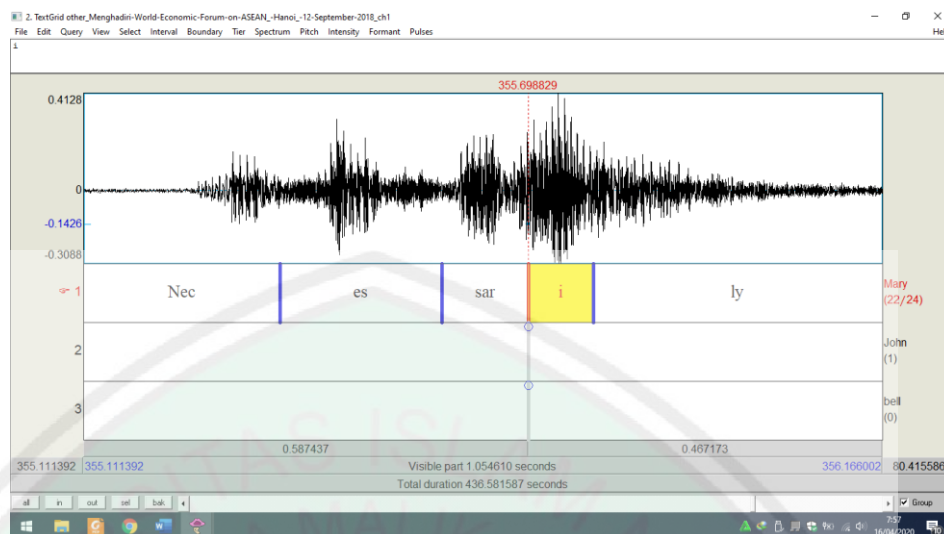 2. TextGrid other_Menghadiri-World-Economic-Forum-on-ASEAN_-Hanoi_-12-September-2018_ch1
File Edit Query View Select Interval Boundary Tier Spectrum Pitch Intensity Formant Pulses Hel
i
355.698829
0.4128
0
-0.1426
-0.3088
1 Nec es sar i ly Mary
(22/24)
2 John
(1)
3 bell
(0)
0.587437 0.467173
355.111392 355.111392 Visible part 1.054610 seconds 356.166002 80.415586
Total duration 436.581587 seconds
all in out sel bak Group
7:57
16/04/2020